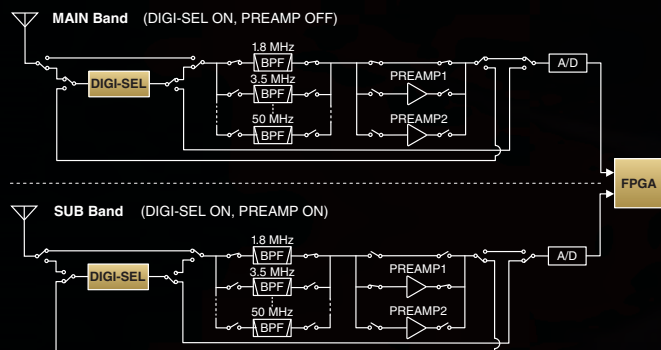 MAIN Band (DIGI-SEL ON, PREAMP OFF)
1.8 MHz
BPF
A/D
3.5 MHz
DIGI-SEL
BPF
PREAMP1
50 MHz
BPF
PREAMP2
FPGA
SUB Band (DIGI-SEL ON, PREAMP ON)
1.8 MHz
BPF
A/D
3.5 MHz
DIGI-SEL
BPF
PREAMP1
50 MHz
BPF
PREAMP2